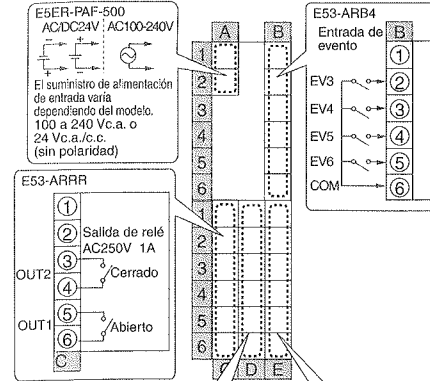 E5ER-PAF-500
AC/DC24V AC100-240V
El suministro de alimentación
de entrada varía
dependiendo del modelo.
100 a 240 Vc.a. o
24 Vc.a./c.c.
(sin polaridad)
A B
1
2
3
4
5
6
1
2
3
4
5
6
C D E
E53-ARB4
Entrada de
evento
B
1
EV3 2
EV4 3
EV5 4
EV6 5
COM 6
E53-ARRR
1
2 Salida de relé
AC250V 1A
3
OUT2 Cerrado
4
5
OUT1 Abierto
6
C